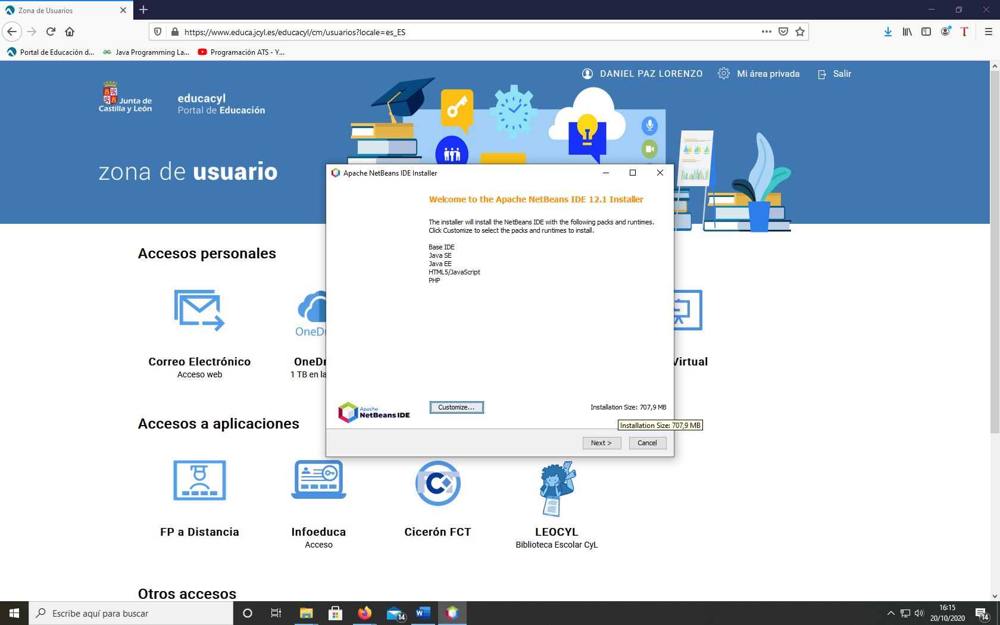 Zona de Usuarios
https://www.educa.jcyl.es/educacyl/cm/usuarios?locale=es_ES
Portal de Educación d...
Java Programming La...
Programación ATS - Y...
DANIEL PAZ LORENZO
Mi área privada
Salir
Junta de
Castilla y León
educacyl
Portal de Educación
zona de usuario
Apache NetBeans IDE Installer
Welcome to the Apache NetBeans IDE 12.1 Installer
The installer will install the NetBeans IDE with the following packs and runtimes.
Click Customize to select the packs and runtimes to install.
Base IDE
Java SE
Java EE
HTML5/JavaScript
PHP
Apache
NetBeans IDE
Customize...
Installation Size: 707,9 MB
Installation Size: 707,9 MB
Next >
Cancel
Accesos personales
OneDr
Correo Electrónico
Acceso web
OneDr
1 TB en la
Virtual
Accesos a aplicaciones
FP a Distancia
Infoeduca
Acceso
FCT
Cicerón FCT
LEOCYL
Biblioteca Escolar CyL
Otros accesos
Escribe aquí para buscar
14
16:15
20/10/2020
14